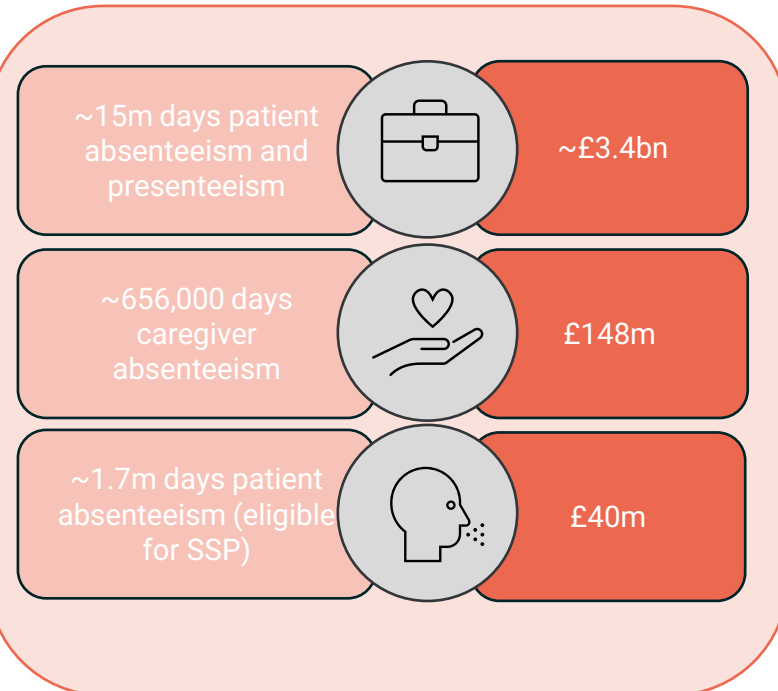 ~15m days patient
absenteeism and
presenteeism
~£3.4bn
~656,000 days
caregiver
absenteeism
£148m
~1.7m days patient
absenteeism (eligible
for SSP)
£40m